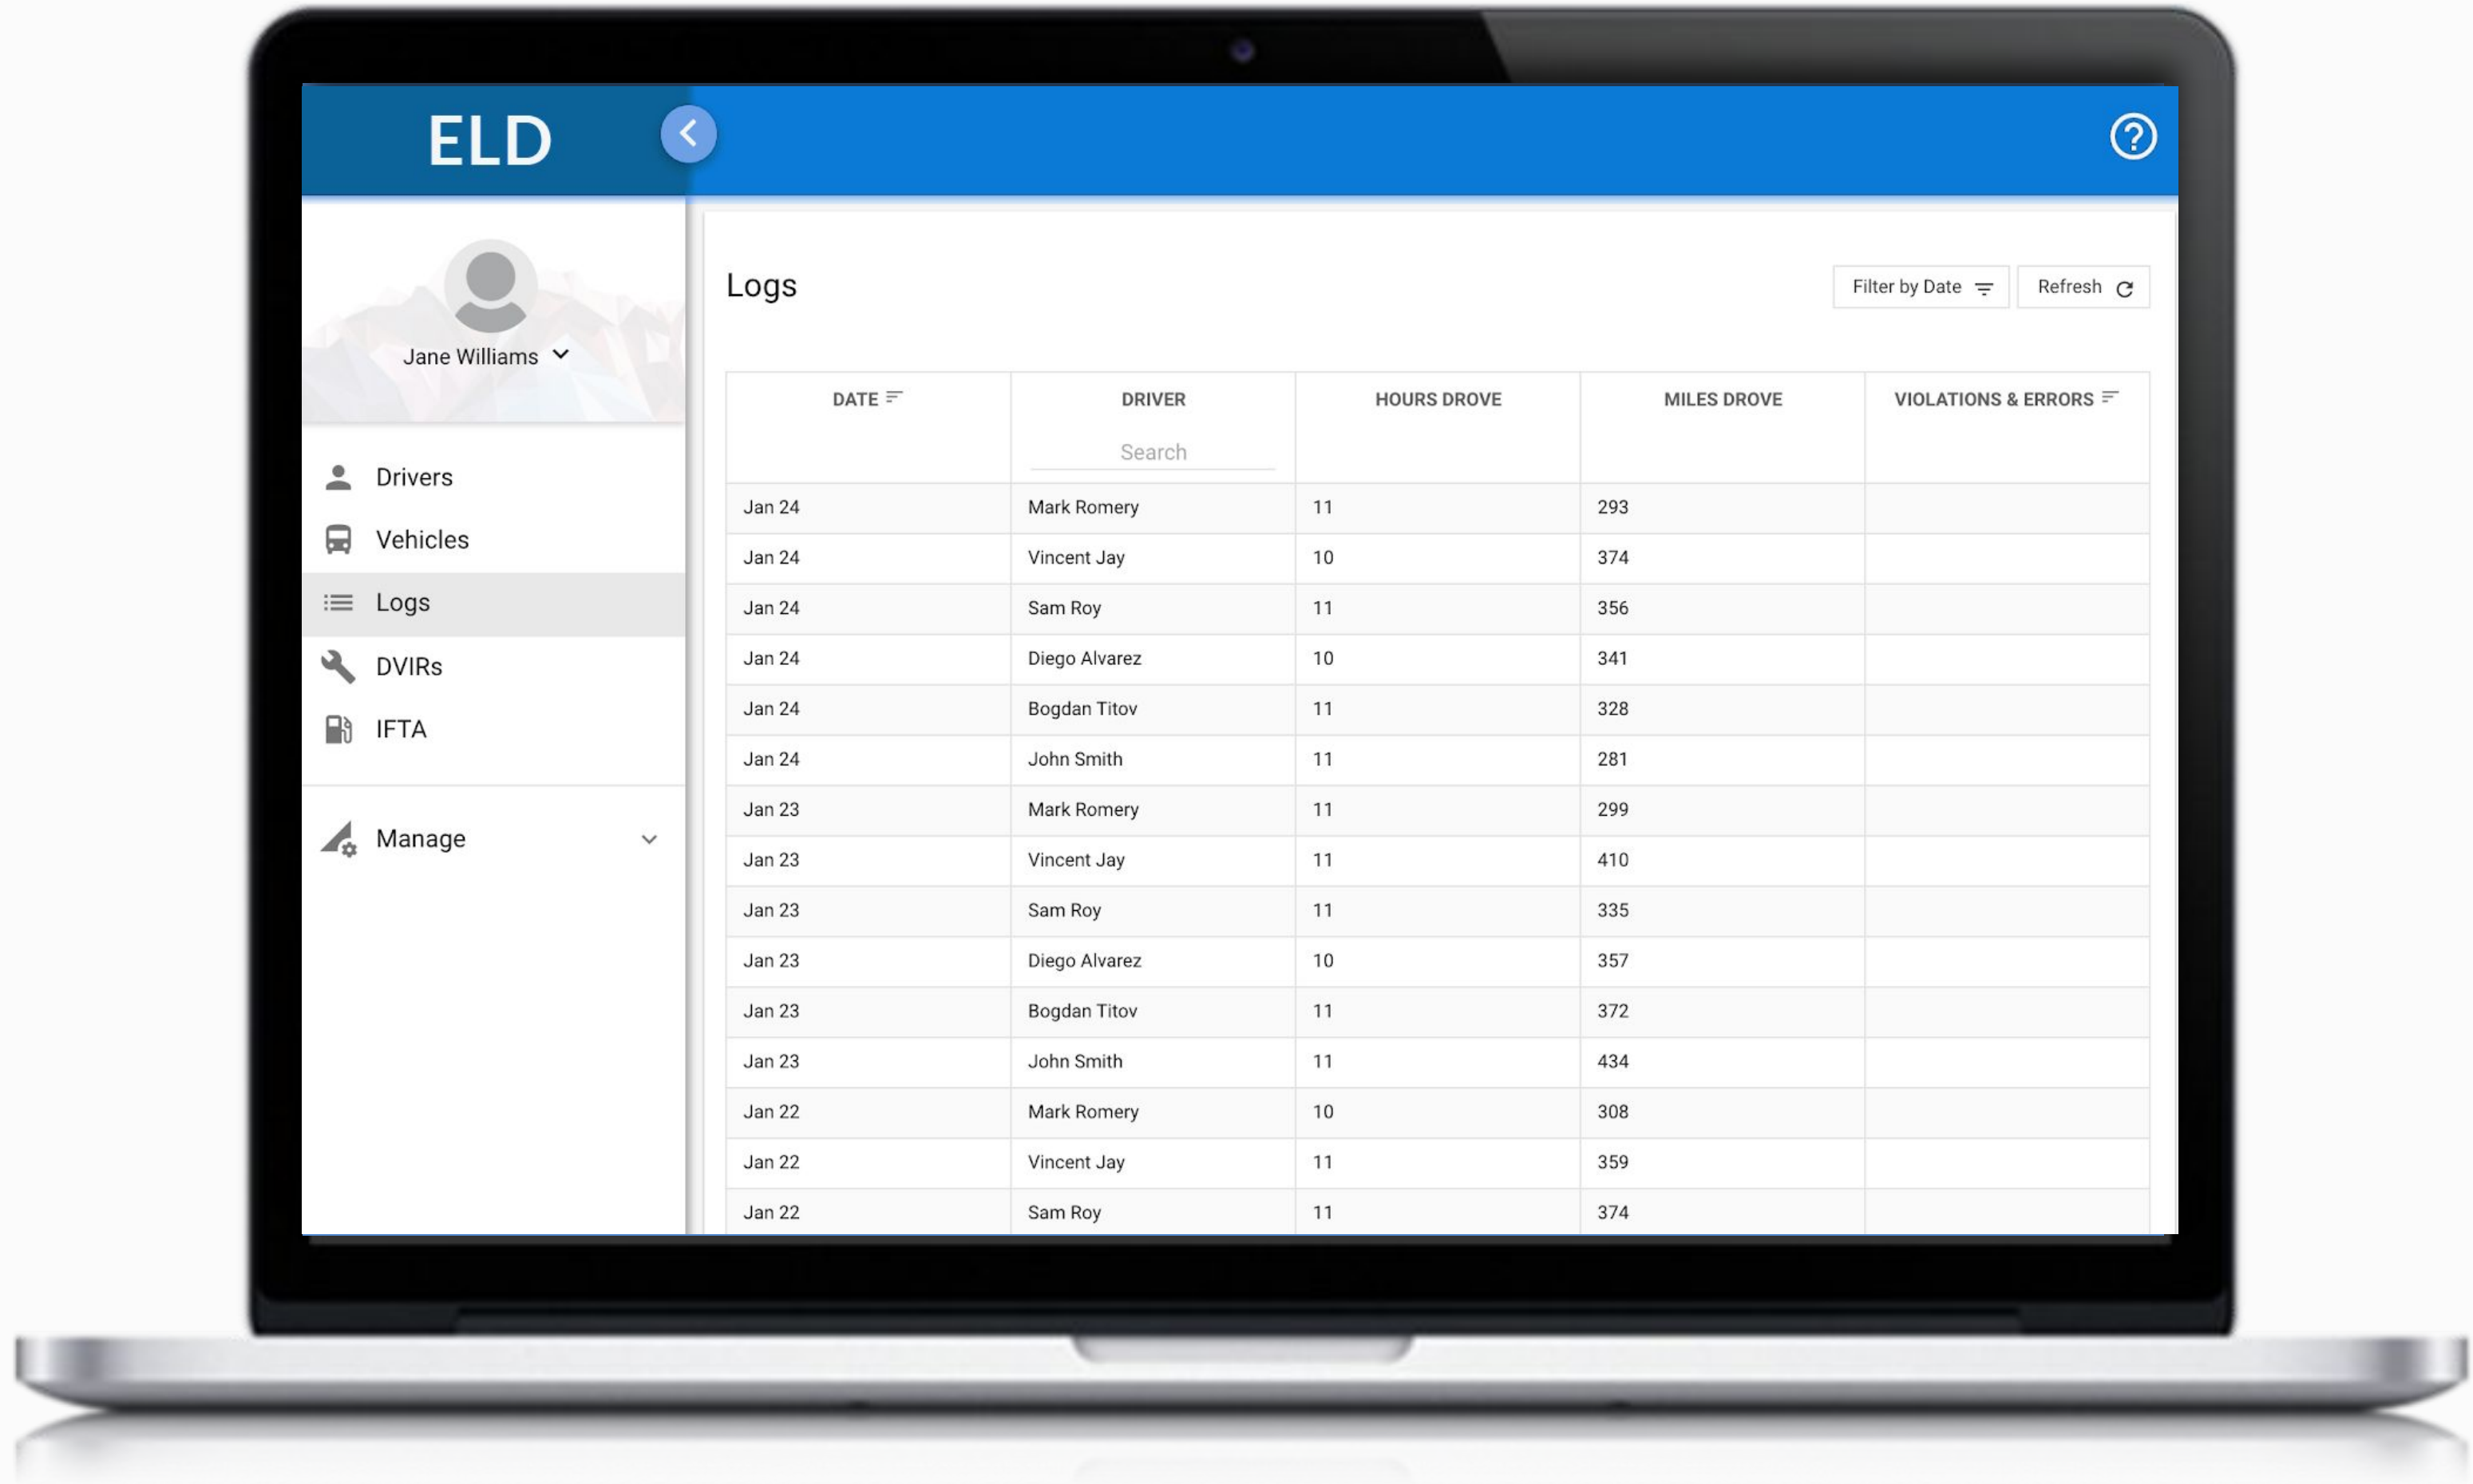 ELD
Jane Williams
Drivers
Vehicles
Logs
DVIRs
IFTA
Manage
Logs
Filter by Date
Refresh
DATE DRIVER HOURS DROVE MILES DROVE VIOLATIONS & ERRORS
Search
Jan 24 Mark Romery 11 293
Jan 24 Vincent Jay 10 374
Jan 24 Sam Roy 11 356
Jan 24 Diego Alvarez 10 341
Jan 24 Bogdan Titov 11 328
Jan 24 John Smith 11 281
Jan 23 Mark Romery 11 299
Jan 23 Vincent Jay 11 410
Jan 23 Sam Roy 11 335
Jan 23 Diego Alvarez 10 357
Jan 23 Bogdan Titov 11 372
Jan 23 John Smith 11 434
Jan 22 Mark Romery 10 308
Jan 22 Vincent Jay 11 359
Jan 22 Sam Roy 11 374